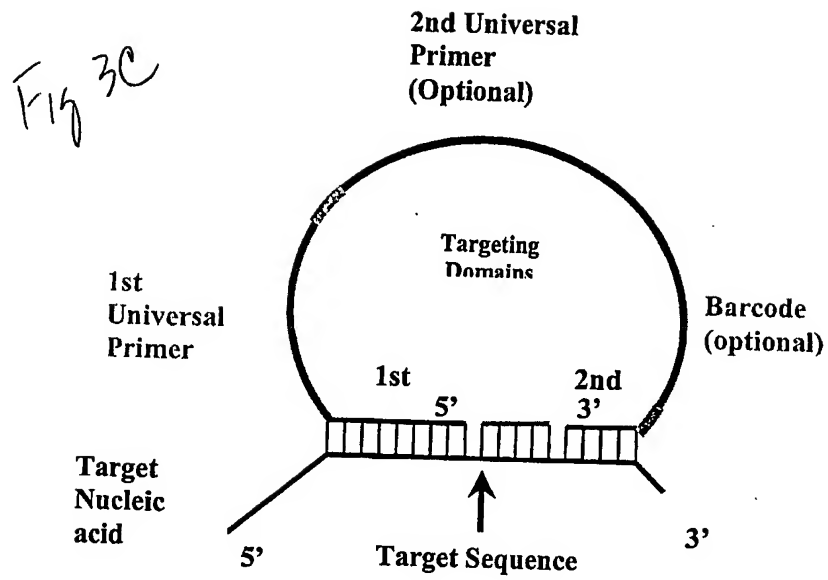 Fig 3C
2nd Universal
Primer
(Optional)
Targeting
Domains
1st
Universal
Primer
Barcode
(optional)
1st
2nd
5’
3’
Target
Nucleic
acid
5’
Target Sequence
3’